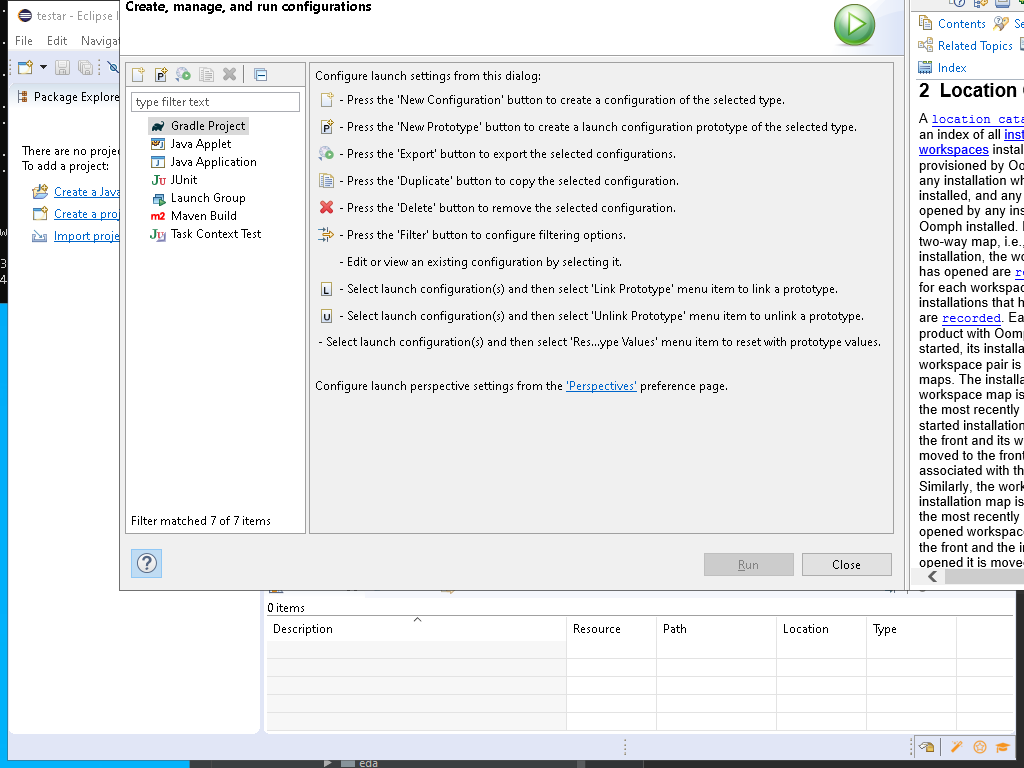 Create, manage, and run configurations
testar - Eclipse I
File Edit Navigat
Package Explore
There are no projec
To add a project:
Create a Java
Create a proj
Import proje
type filter text
Gradle Project
Java Applet
Java Application
JUnit
Launch Group
Maven Build
Task Context Test
Filter matched 7 of 7 items
Configure launch settings from this dialog:
- Press the 'New Configuration' button to create a configuration of the selected type.
- Press the 'New Prototype' button to create a launch configuration prototype of the selected type.
- Press the 'Export' button to export the selected configurations.
- Press the 'Duplicate' button to copy the selected configuration.
- Press the 'Delete' button to remove the selected configuration.
- Press the 'Filter' button to configure filtering options.
- Edit or view an existing configuration by selecting it.
- Select launch configuration(s) and then select 'Link Prototype' menu item to link a prototype.
- Select launch configuration(s) and then select 'Unlink Prototype' menu item to unlink a prototype.
- Select launch configuration(s) and then select 'Res...ype Values' menu item to reset with prototype values.
Configure launch perspective settings from the 'Perspectives' preference page.
Run Close
Contents Se
Related Topics
Index
2 Location
A location cata
an index of all inst
workspaces instal
provisioned by Oo
any installation wh
installed, and any
opened by any ins
Oomph installed. I
two-way map, i.e.,
installation, the wo
has opened are re
for each workspac
installations that h
are recorded. Ea
product with Oomp
started, its installa
workspace pair is
maps. The installa
workspace map is
the most recently
started installation
the front and its w
moved to the front
associated with th
Similarly, the work
installation map is
the most recently
opened workspace
the front and the in
opened it is move
0 items
Description Resource Path Location Type
eda